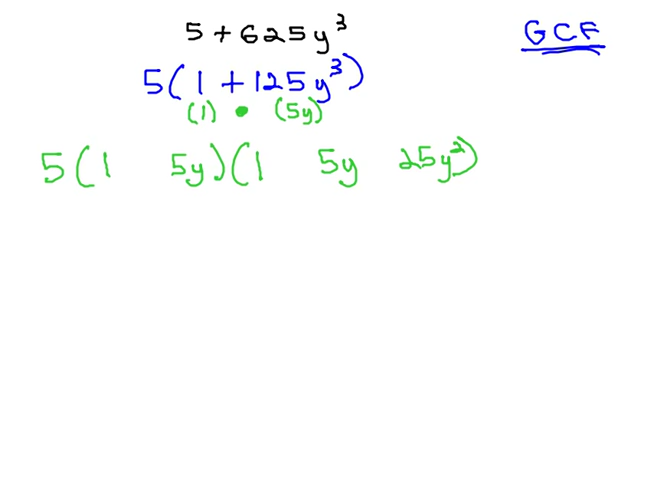 5 + 625y³
GCF
5(1 + 125y³)
(1) • (5y)
5(1 5y)(1 5y 25y²)